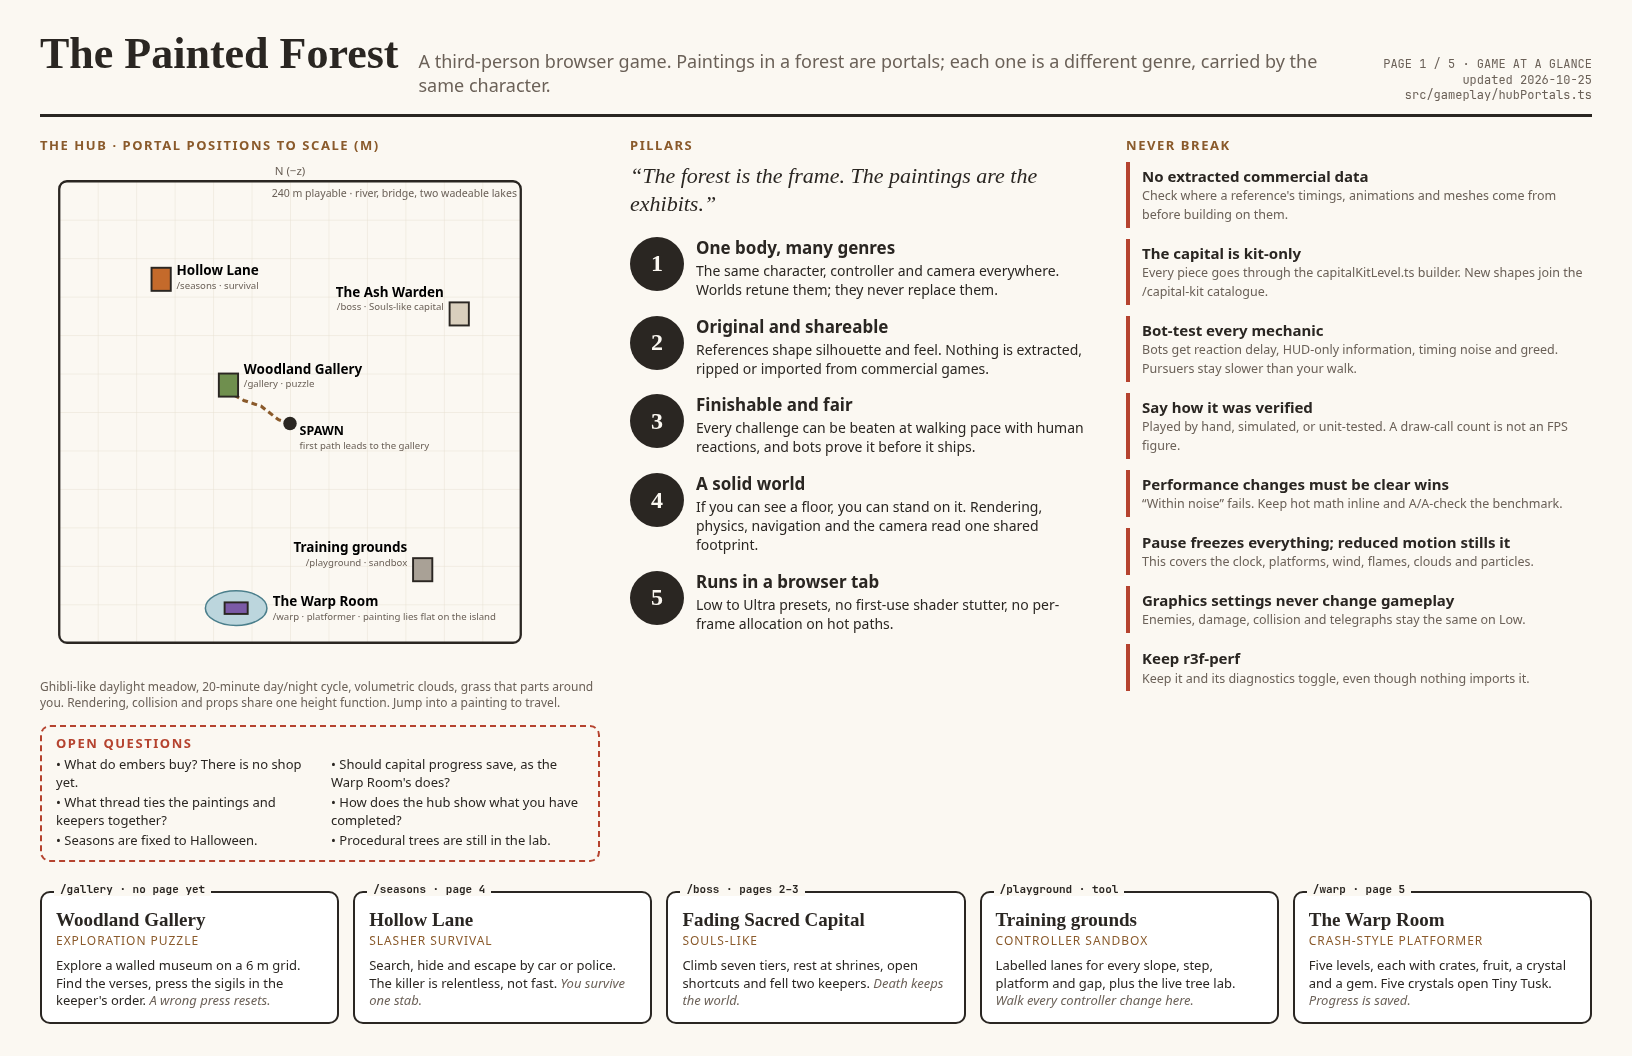 The Painted Forest
A third-person browser game. Paintings in a forest are portals; each one is a different genre, carried by the
same character.
PAGE 1 / 5 · GAME AT A GLANCE
updated 2026-10-25
src/gameplay/hubPortals.ts
THE HUB · PORTAL POSITIONS TO SCALE (M)
N (−z)
240 m playable · river, bridge, two wadeable lakes
Hollow Lane
/seasons · survival
The Ash Warden
/boss · Souls-like capital
Woodland Gallery
/gallery · puzzle
SPAWN
first path leads to the gallery
Training grounds
/playground · sandbox
The Warp Room
/warp · platformer · painting lies flat on the island
Ghibli-like daylight meadow, 20-minute day/night cycle, volumetric clouds, grass that parts around
you. Rendering, collision and props share one height function. Jump into a painting to travel.
OPEN QUESTIONS
• What do embers buy? There is no shop
yet.
• What thread ties the paintings and
keepers together?
• Seasons are fixed to Halloween.
• Should capital progress save, as the
Warp Room's does?
• How does the hub show what you have
completed?
• Procedural trees are still in the lab.
PILLARS
“The forest is the frame. The paintings are the
exhibits.”
1
One body, many genres
The same character, controller and camera everywhere.
Worlds retune them; they never replace them.
2
Original and shareable
References shape silhouette and feel. Nothing is extracted,
ripped or imported from commercial games.
3
Finishable and fair
Every challenge can be beaten at walking pace with human
reactions, and bots prove it before it ships.
4
A solid world
If you can see a floor, you can stand on it. Rendering,
physics, navigation and the camera read one shared
footprint.
5
Runs in a browser tab
Low to Ultra presets, no first-use shader stutter, no per-
frame allocation on hot paths.
NEVER BREAK
No extracted commercial data
Check where a reference's timings, animations and meshes come from
before building on them.
The capital is kit-only
Every piece goes through the capitalKitLevel.ts builder. New shapes join the
/capital-kit catalogue.
Bot-test every mechanic
Bots get reaction delay, HUD-only information, timing noise and greed.
Pursuers stay slower than your walk.
Say how it was verified
Played by hand, simulated, or unit-tested. A draw-call count is not an FPS
figure.
Performance changes must be clear wins
“Within noise” fails. Keep hot math inline and A/A-check the benchmark.
Pause freezes everything; reduced motion stills it
This covers the clock, platforms, wind, flames, clouds and particles.
Graphics settings never change gameplay
Enemies, damage, collision and telegraphs stay the same on Low.
Keep r3f-perf
Keep it and its diagnostics toggle, even though nothing imports it.
/gallery · no page yet
Woodland Gallery
EXPLORATION PUZZLE
Explore a walled museum on a 6 m grid.
Find the verses, press the sigils in the
keeper's order. A wrong press resets.
/seasons · page 4
Hollow Lane
SLASHER SURVIVAL
Search, hide and escape by car or police.
The killer is relentless, not fast. You survive
one stab.
/boss · pages 2–3
Fading Sacred Capital
SOULS-LIKE
Climb seven tiers, rest at shrines, open
shortcuts and fell two keepers. Death keeps
the world.
/playground · tool
Training grounds
CONTROLLER SANDBOX
Labelled lanes for every slope, step,
platform and gap, plus the live tree lab.
Walk every controller change here.
/warp · page 5
The Warp Room
CRASH-STYLE PLATFORMER
Five levels, each with crates, fruit, a crystal
and a gem. Five crystals open Tiny Tusk.
Progress is saved.